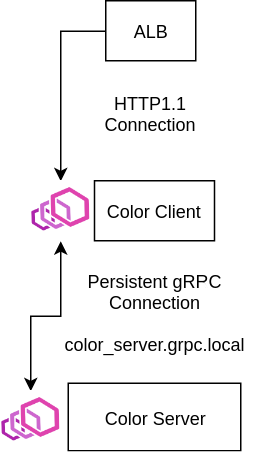 ALB
HTTP1.1
Connection
Color Client
Persistent gRPC
Connection
color_server.grpc.local
Color Server